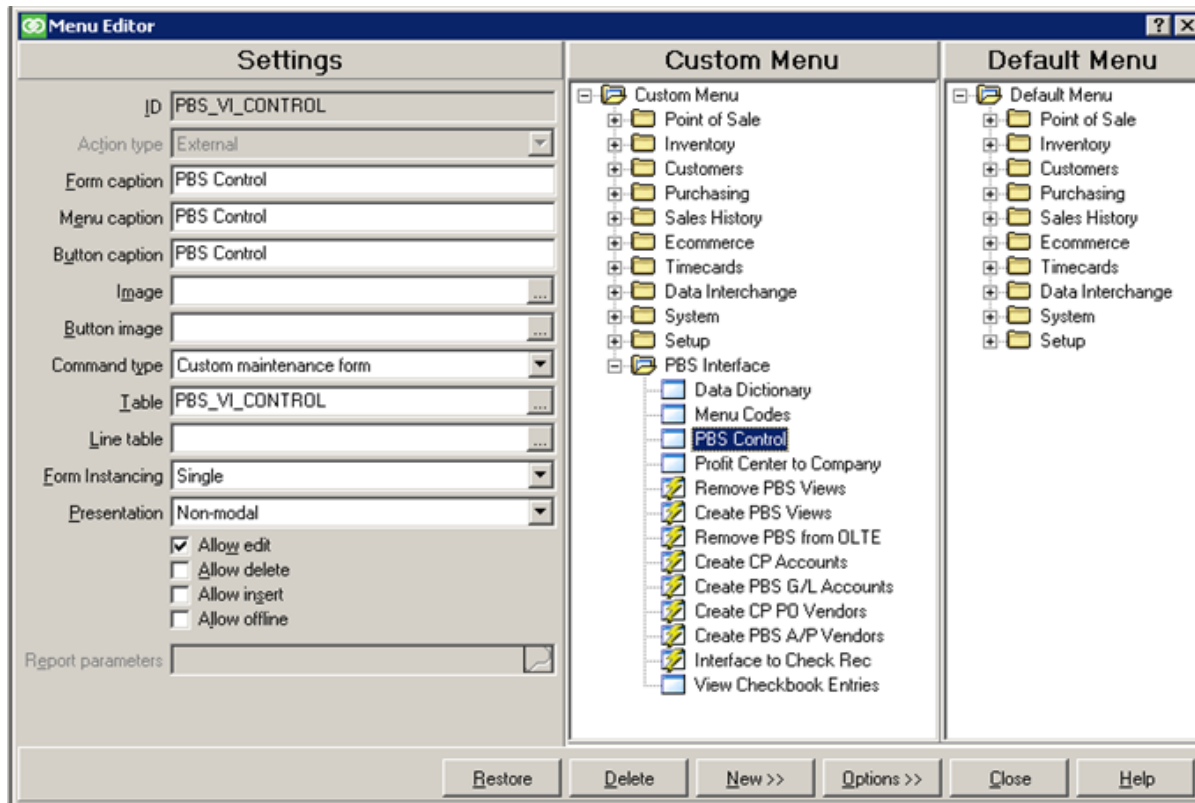 Menu Editor
Settings
ID PBS_VI_CONTROL
Action type External
Form caption PBS Control
Menu caption PBS Control
Button caption PBS Control
Image ...
Button image ...
Command type Custom maintenance form
Table PBS_VI_CONTROL ...
Line table ...
Form Instancing Single
Presentation Non-modal
Allow edit
Allow delete
Allow insert
Allow offline
Report parameters
Custom Menu
Custom Menu
Point of Sale
Inventory
Customers
Purchasing
Sales History
Ecommerce
Timecards
Data Interchange
System
Setup
PBS Interface
Data Dictionary
Menu Codes
PBS Control
Profit Center to Company
Remove PBS Views
Create PBS Views
Remove PBS from OLTE
Create CP Accounts
Create PBS G/L Accounts
Create CP PO Vendors
Create PBS A/P Vendors
Interface to Check Rec
View Checkbook Entries
Default Menu
Default Menu
Point of Sale
Inventory
Customers
Purchasing
Sales History
Ecommerce
Timecards
Data Interchange
System
Setup
Restore Delete New >> Options >> Close Help